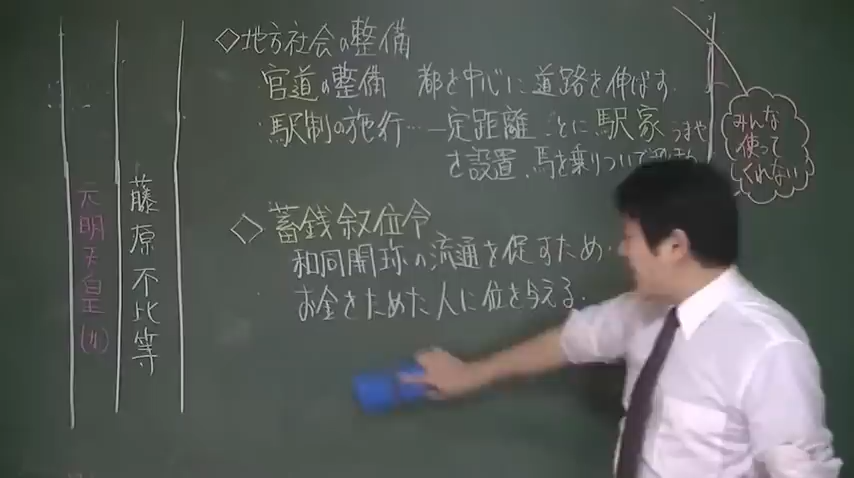 ◇地方社会の整備
官道の整備 都を中心に道路を伸ばす.
駅制の施行…一定距離ごとに駅家 うまや
を設置、馬を乗りついで
みんな
使って
くれない
◇蓄銭叙位令
和同開珎の流通を促すため.
お金をためた人に位を与える.
藤原不比等
元明天皇